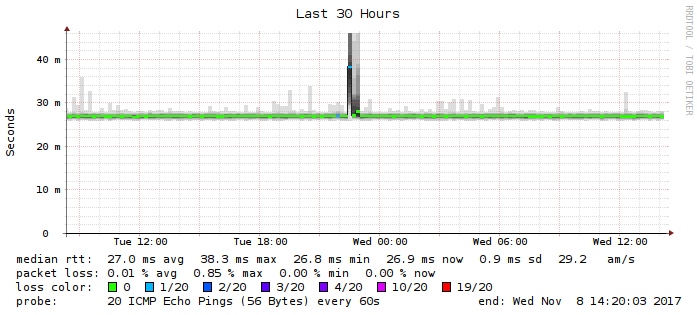 Last 30 Hours
RRDTOOL / TOBI OETIKER
Seconds
40 m
30 m
20 m
10 m
0
Tue 12:00 Tue 18:00 Wed 00:00 Wed 06:00 Wed 12:00
median rtt: 27.0 ms avg 38.3 ms max 26.8 ms min 26.9 ms now 0.9 ms sd 29.2 am/s
packet loss: 0.01 % avg 0.85 % max 0.00 % min 0.00 % now
loss color: 0 1/20 2/20 3/20 4/20 10/20 19/20
probe: 20 ICMP Echo Pings (56 Bytes) every 60s end: Wed Nov 8 14:20:03 2017